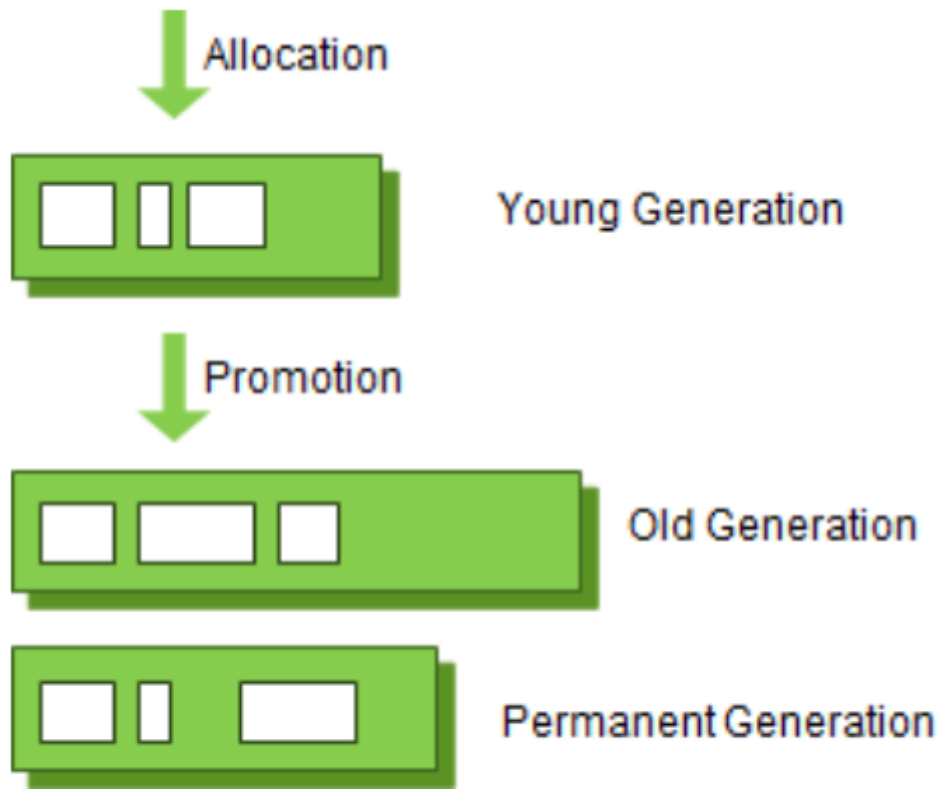 Allocation
Young Generation
Promotion
Old Generation
Permanent Generation